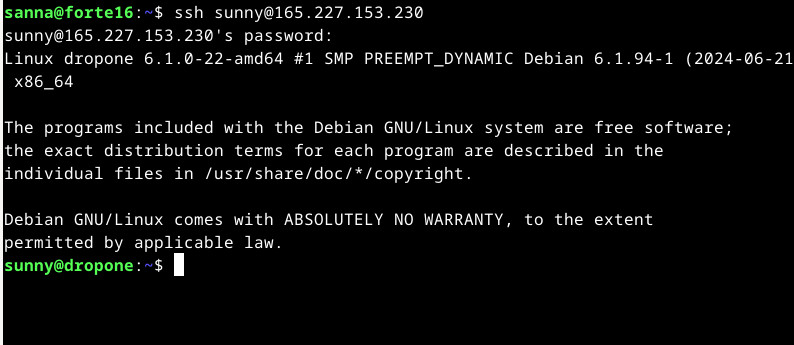 sanna@forte16:~$ ssh sunny@165.227.153.230
sunny@165.227.153.230's password:
Linux dropone 6.1.0-22-amd64 #1 SMP PREEMPT_DYNAMIC Debian 6.1.94-1 (2024-06-21
 x86_64

The programs included with the Debian GNU/Linux system are free software;
the exact distribution terms for each program are described in the
individual files in /usr/share/doc/*/copyright.

Debian GNU/Linux comes with ABSOLUTELY NO WARRANTY, to the extent
permitted by applicable law.
sunny@dropone:~$